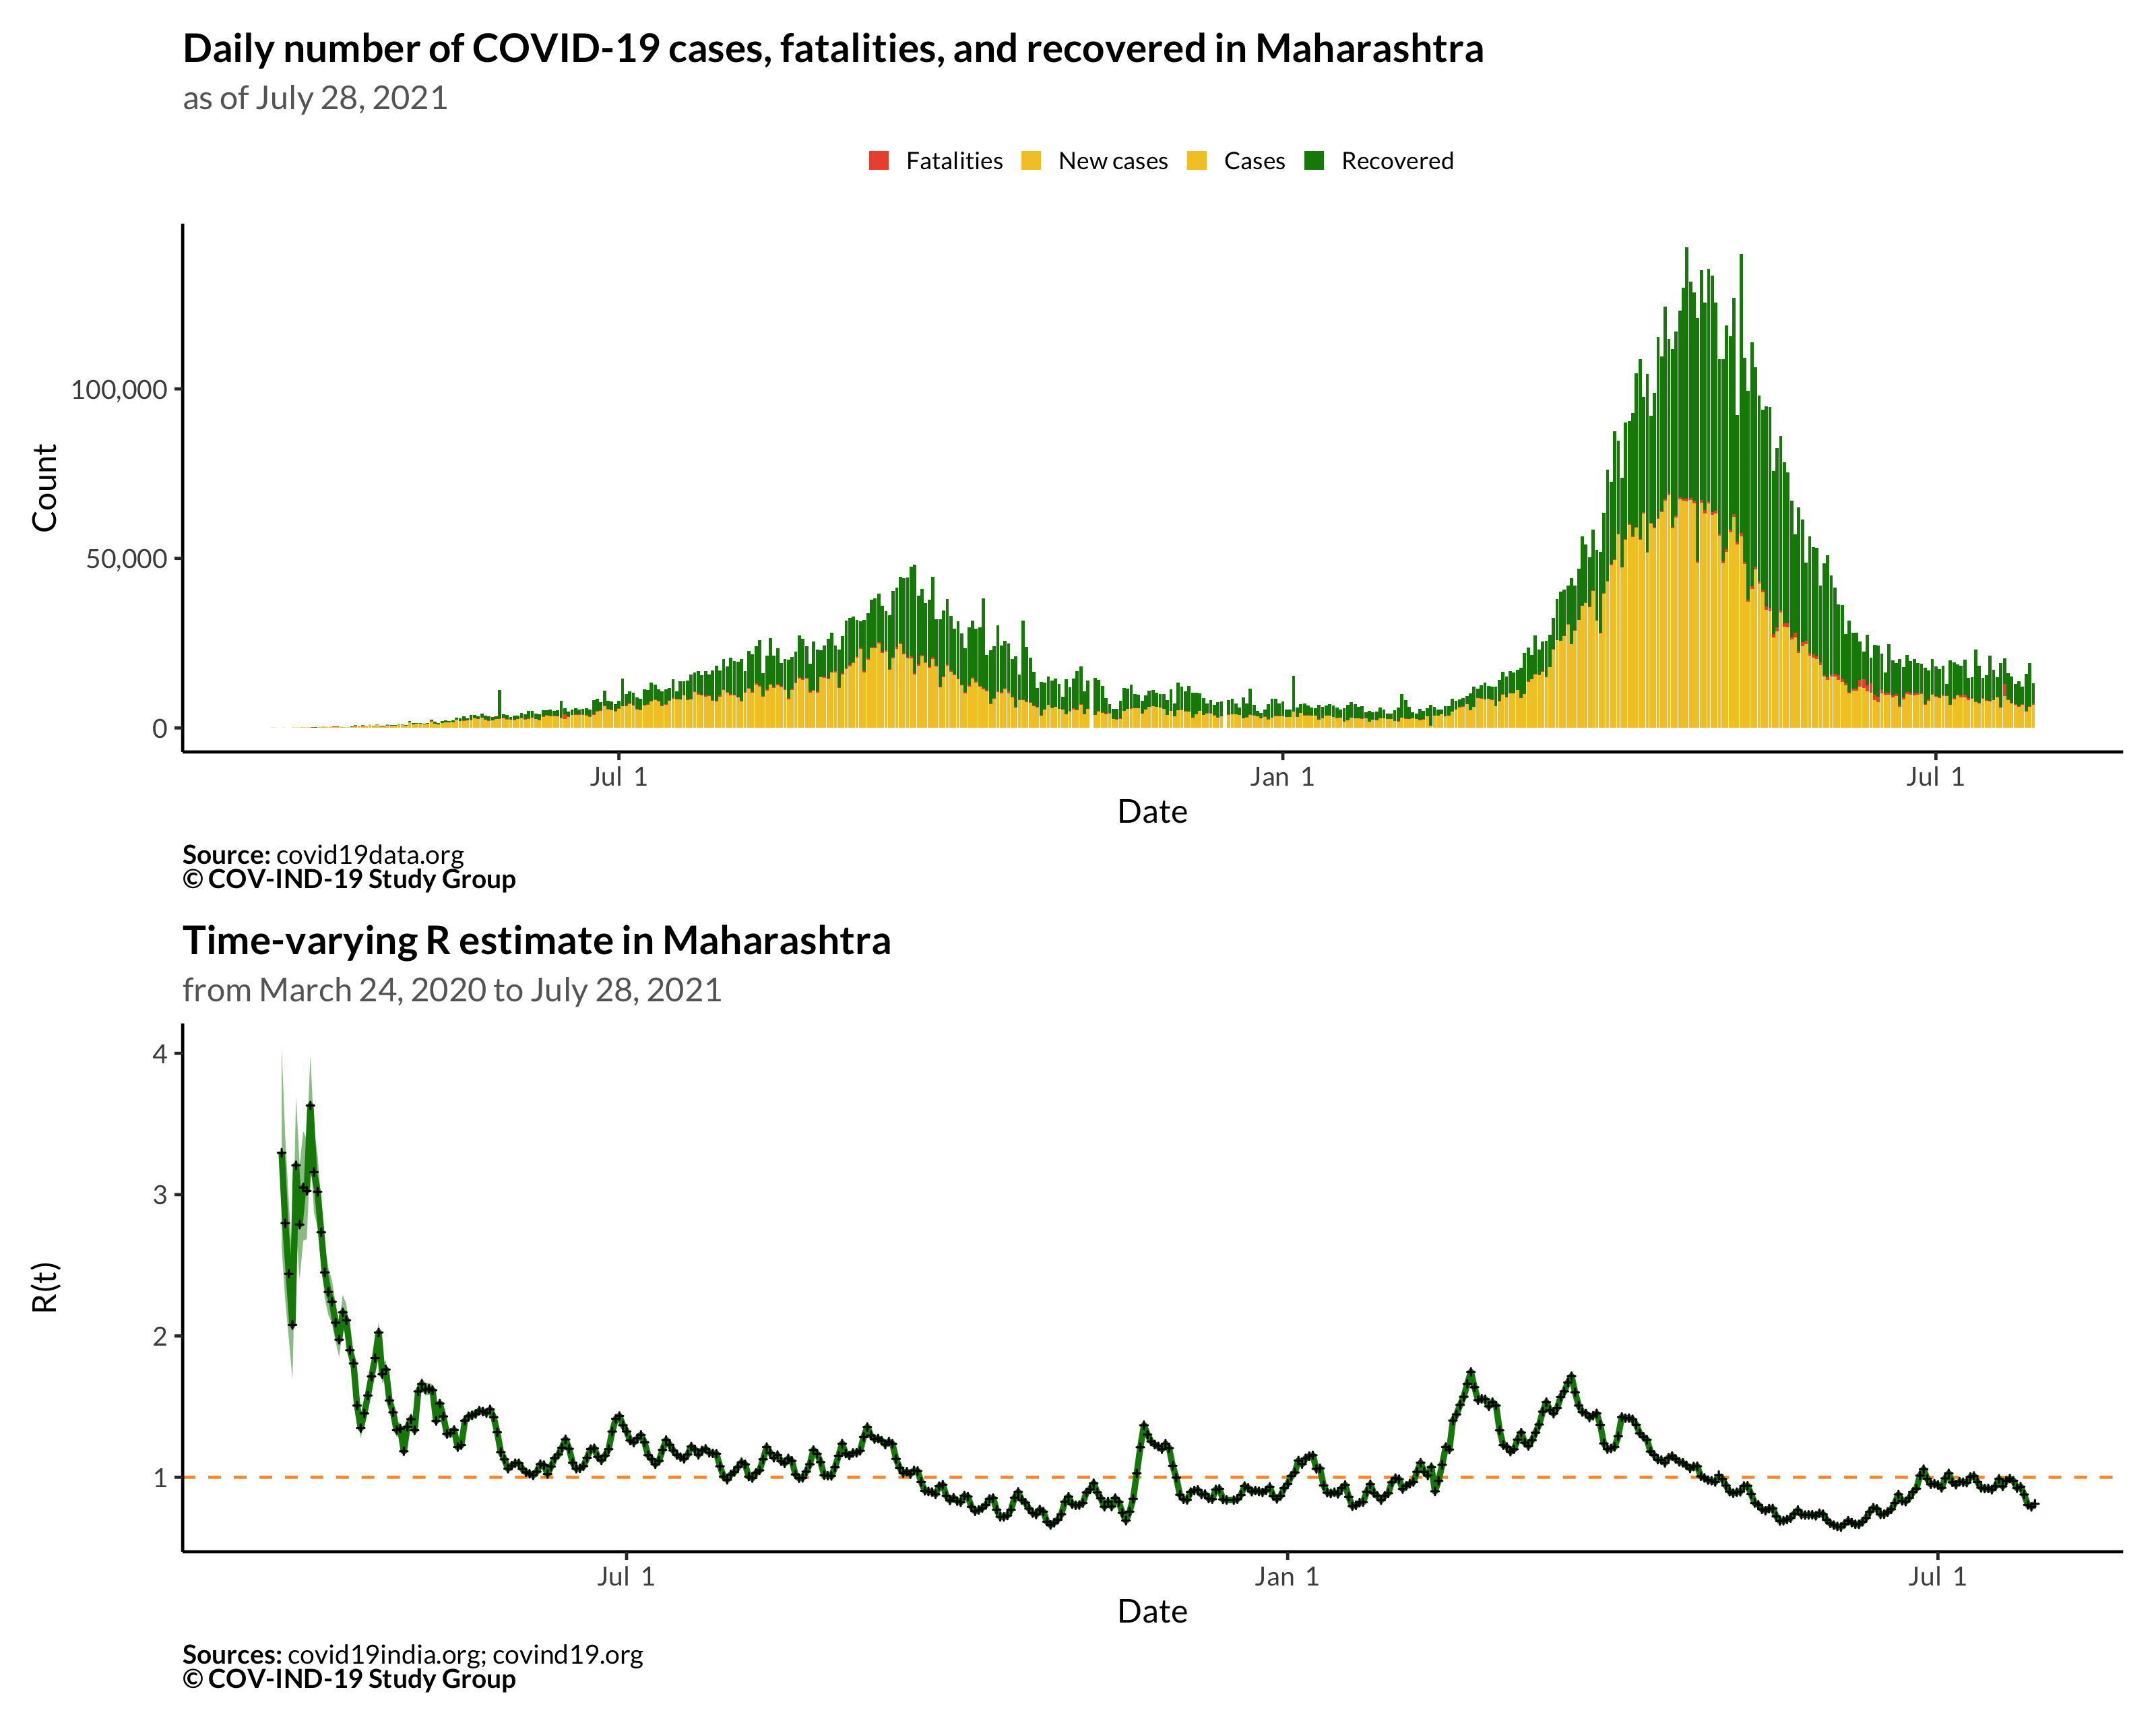 Daily number of COVID-19 cases, fatalities, and recovered in Maharashtra
as of July 28, 2021
Fatalities New cases Cases Recovered
Count
100,000
50,000
0
Jul 1 Jan 1 Jul 1
Date
Source: covid19data.org
© COV-IND-19 Study Group
Time-varying R estimate in Maharashtra
from March 24, 2020 to July 28, 2021
R(t)
4
3
2
1
Jul 1 Jan 1 Jul 1
Date
Sources: covid19india.org; covind19.org
© COV-IND-19 Study Group